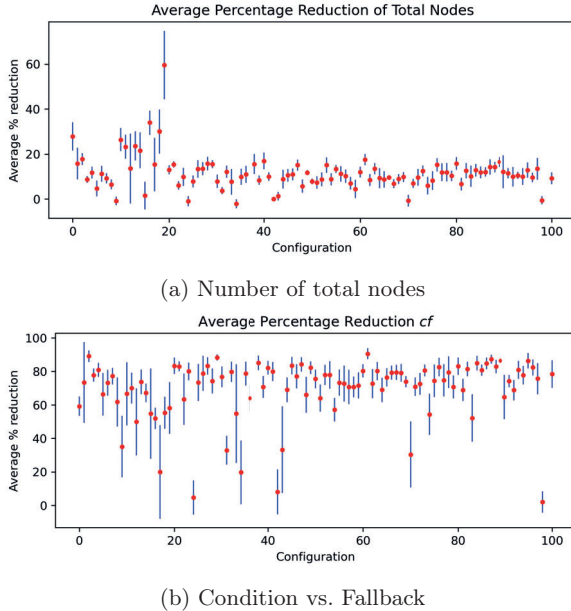 Average Percentage Reduction of Total Nodes
Average % reduction
60
40
20
0
0 20 40 60 80 100
Configuration
(a) Number of total nodes
Average Percentage Reduction cf
Average % reduction
100
80
60
40
20
0
0 20 40 60 80 100
Configuration
(b) Condition vs. Fallback